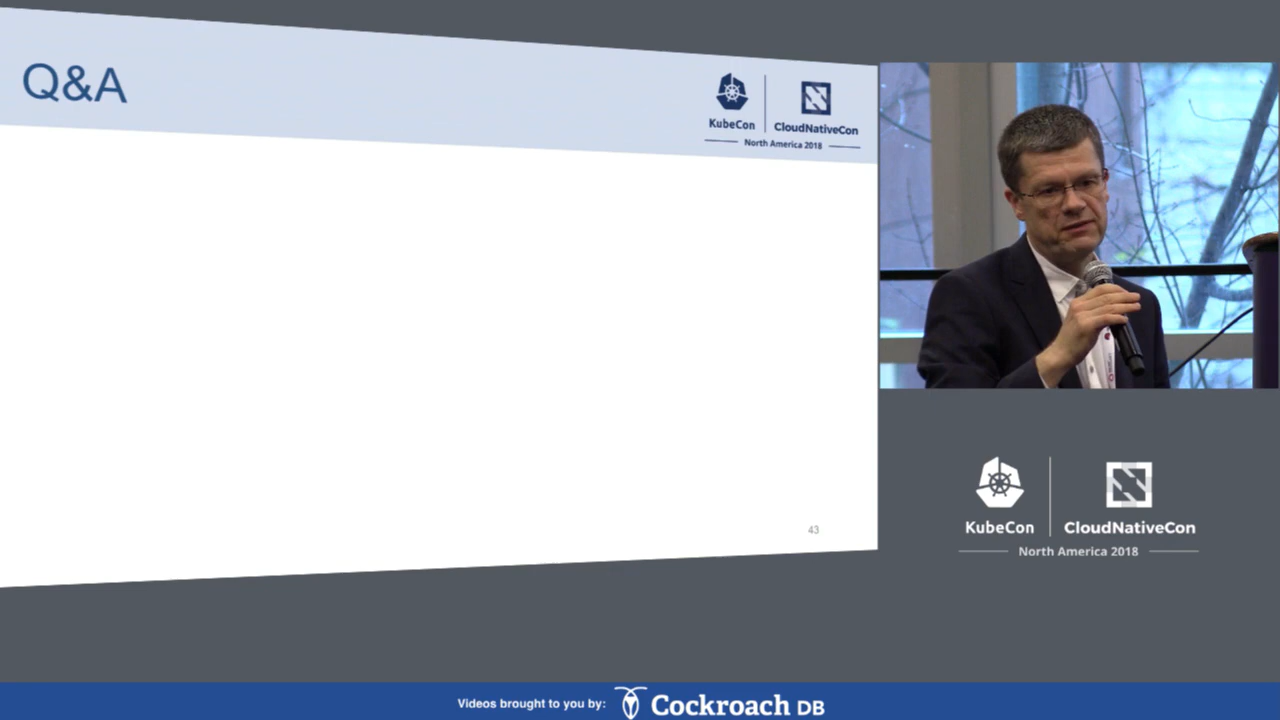 Q&A
KubeCon
CloudNativeCon
North America 2018
43
KubeCon
CloudNativeCon
North America 2018
Videos brought to you by: Cockroach DB